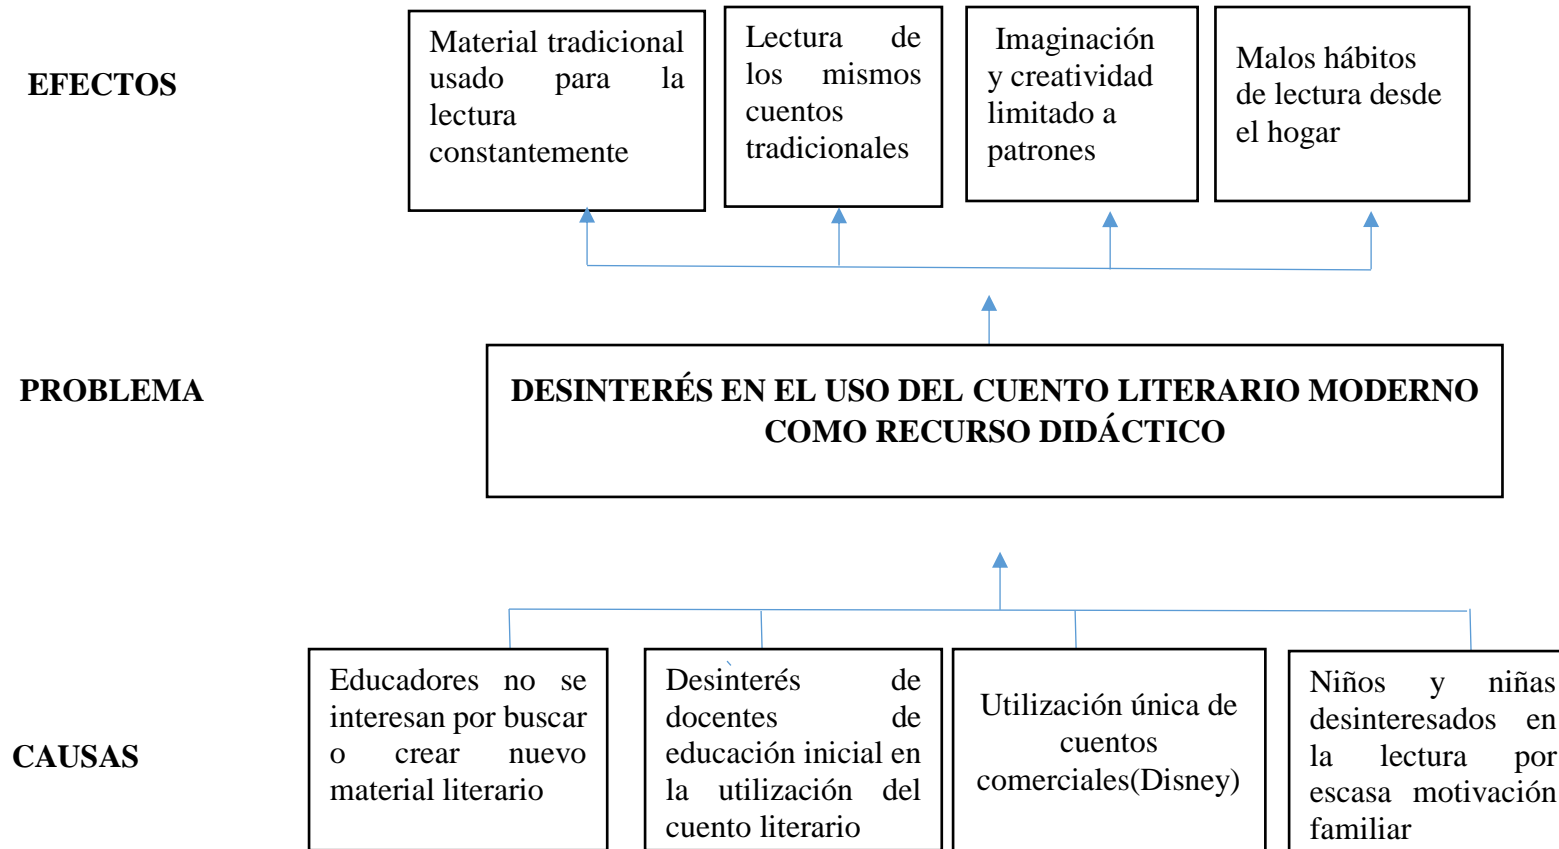 EFECTOS
Material tradicional
usado para la
lectura
constantemente
Lectura de
los mismos
cuentos
tradicionales
Imaginación
y creatividad
limitado a
patrones
Malos hábitos
de lectura desde
el hogar
PROBLEMA
DESINTERÉS EN EL USO DEL CUENTO LITERARIO MODERNO
COMO RECURSO DIDÁCTICO
CAUSAS
Educadores no se
interesan por buscar
o crear nuevo
material literario
Desinterés de
docentes de
educación inicial en
la utilización del
cuento literario
Utilización única de
cuentos
comerciales(Disney)
Niños y niñas
desinteresados en
la lectura por
escasa motivación
familiar